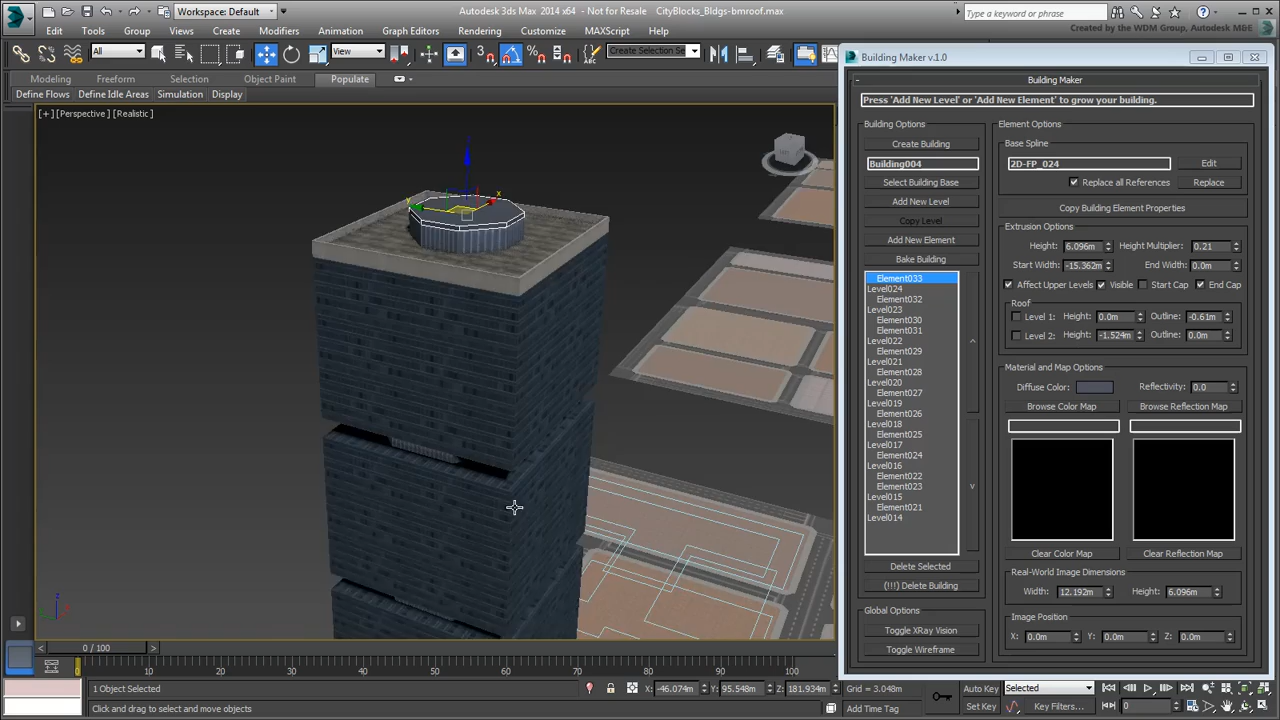 Workspace: Default
Autodesk 3ds Max 2014 x64 - Not for Resale
CityBlocks_Bldgs-bmroof.max
Type a keyword or phrase
Created by the WDM Group, Autodesk M&E
Edit Tools Group Views Create Modifiers Animation Graph Editors Rendering Customize MAXScript Help
All
View
3
Create Selection Se
Modeling Freeform Selection Object Paint Populate
Define Flows Define Idle Areas Simulation Display
[+] [Perspective] [Realistic]
x
z
Building Maker v.1.0
Building Maker
Press 'Add New Level' or 'Add New Element' to grow your building.
Building Options
Create Building
Building004
Select Building Base
Add New Level
Copy Level
Add New Element
Bake Building
Element033
Level024
Element032
Level023
Element030
Element031
Level022
Element029
Level021
Element028
Level020
Element027
Level019
Element026
Level018
Element025
Level017
Element024
Level016
Element022
Element023
Level015
Element021
Level014
^
v
Delete Selected
(!!!) Delete Building
Global Options
Toggle XRay Vision
Toggle Wireframe
Element Options
Base Spline
2D-FP_024
Edit
Replace all References
Replace
Copy Building Element Properties
Extrusion Options
Height: 6.096m Height Multiplier: 0.21
Start Width: -15.362m End Width: 0.0m
Affect Upper Levels Visible Start Cap End Cap
Roof
Level 1: Height: 0.0m Outline: -0.61m
Level 2: Height: -1.524m Outline: 0.0m
Material and Map Options
Diffuse Color: Reflectivity: 0.0
Browse Color Map Browse Reflection Map
Clear Color Map Clear Reflection Map
Real-World Image Dimensions
Width: 12.192m Height: 6.096m
Image Position
X: 0.0m Y: 0.0m Z: 0.0m
0 / 100
10 20 30 40 50 60 70 80 90 100
1 Object Selected
X: -46.074m Y: 95.548m Z: 181.934m
Grid = 3.048m
Auto Key
Selected
Click and drag to select and move objects
Add Time Tag
Set Key
Key Filters...
0